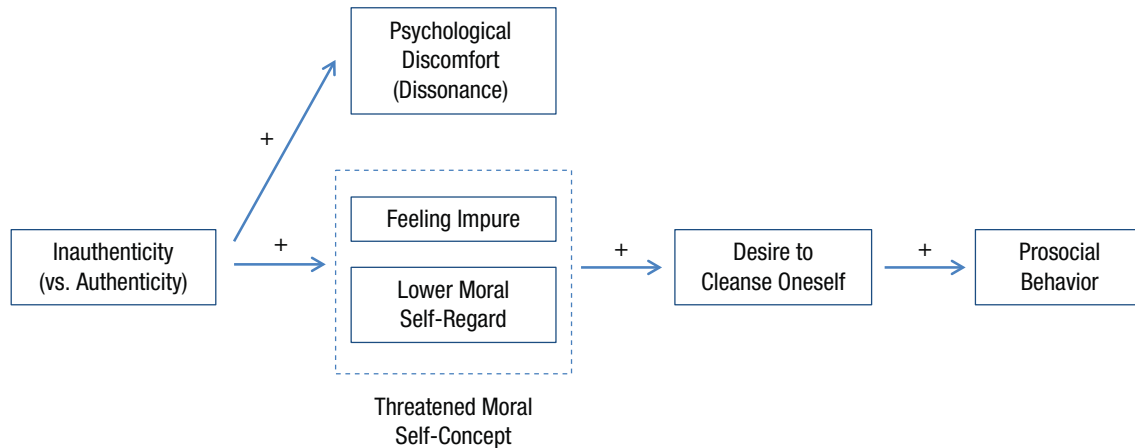 Psychological
Discomfort
(Dissonance)
+
Feeling Impure
Inauthenticity
(vs. Authenticity)
+
Lower Moral
Self-Regard
+
Desire to
Cleanse Oneself
+
Prosocial
Behavior
Threatened Moral
Self-Concept